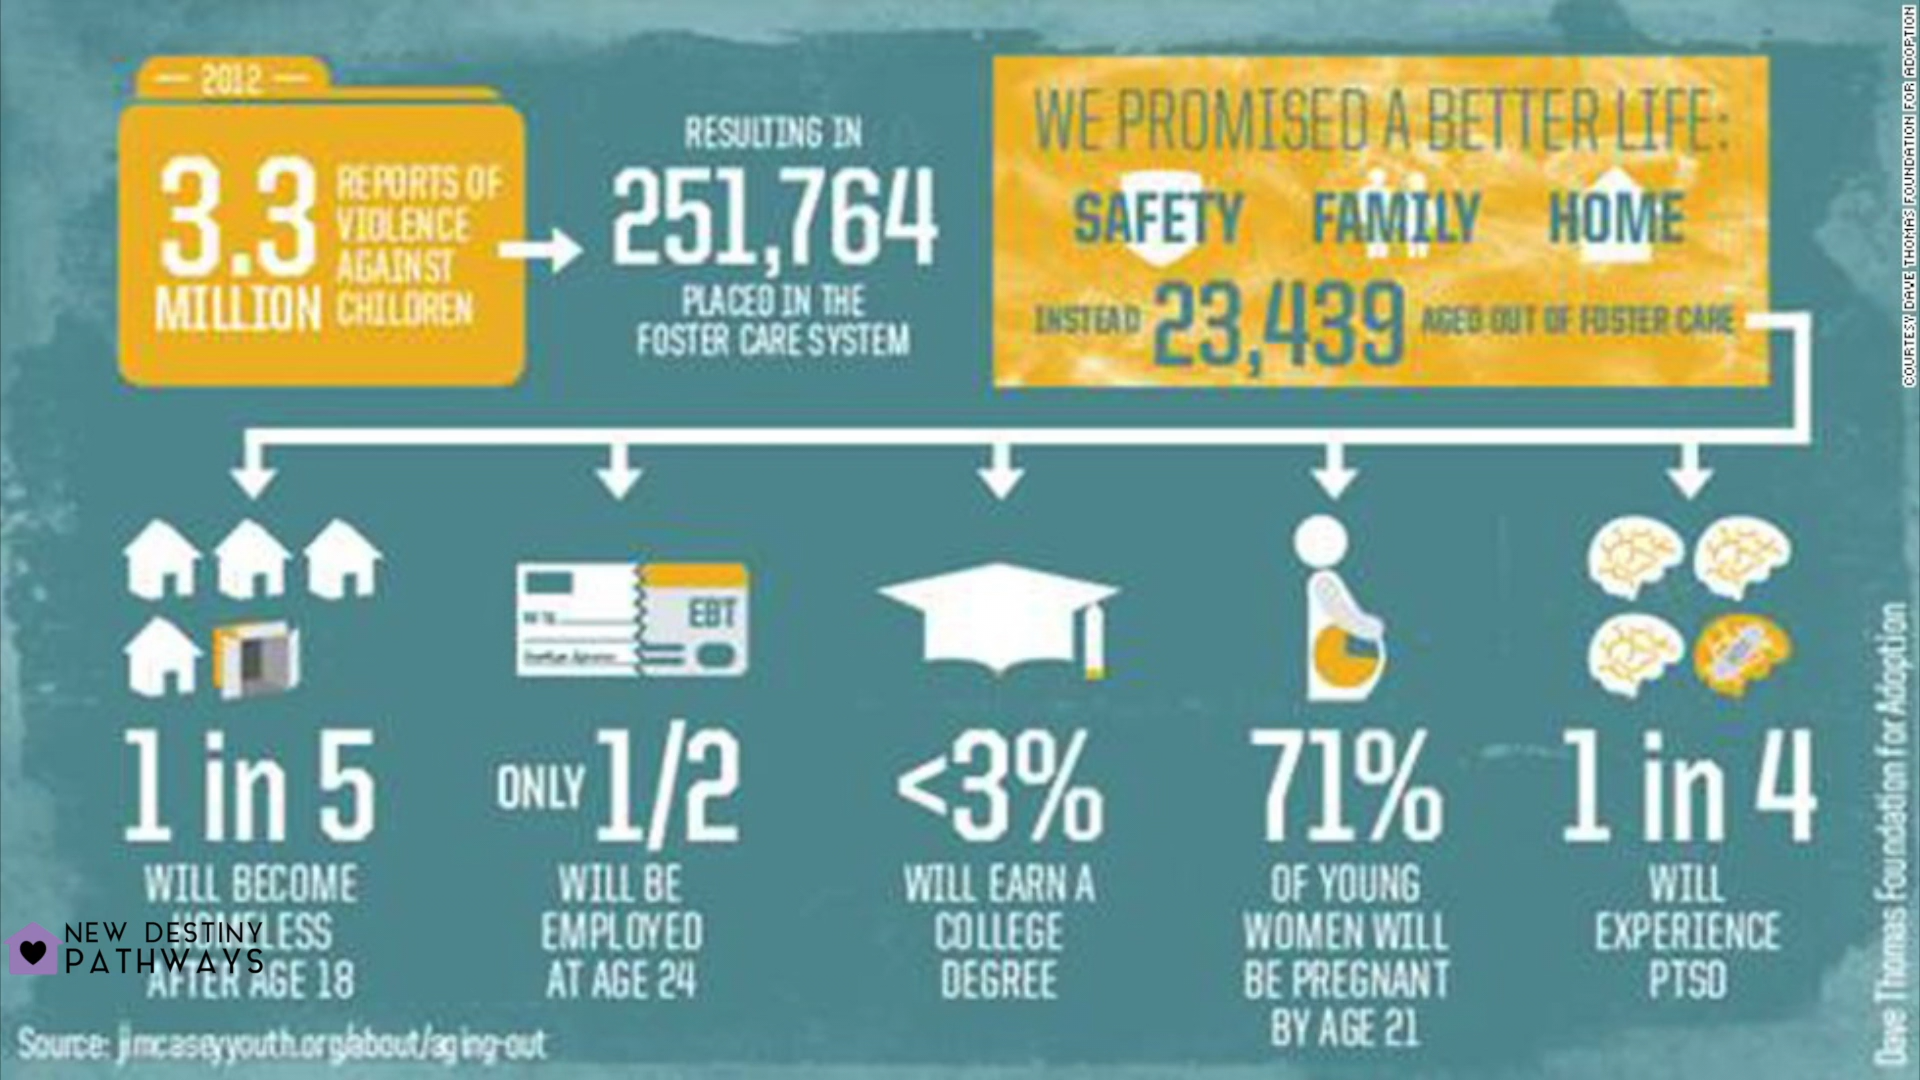 2012
3.3
MILLION
REPORTS OF
VIOLENCE
AGAINST
CHILDREN
RESULTING IN
251,764
PLACED IN THE
FOSTER CARE SYSTEM
WE PROMISED A BETTER LIFE:
SAFETY FAMILY HOME
INSTEAD 23,439 AGED OUT OF FOSTER CARE
EBT
1 in 5
WILL BECOME
HOMELESS
AFTER AGE 18
ONLY 1/2
WILL BE
EMPLOYED
AT AGE 24
<3%
WILL EARN A
COLLEGE
DEGREE
71%
OF YOUNG
WOMEN WILL
BE PREGNANT
BY AGE 21
1 in 4
WILL
EXPERIENCE
PTSD
NEW DESTINY
PATHWAYS
Source: jimcaseyyouth.org/about/aging-out
COURTESY DAVE THOMAS FOUNDATION FOR ADOPTION
Dave Thomas Foundation for Adoption